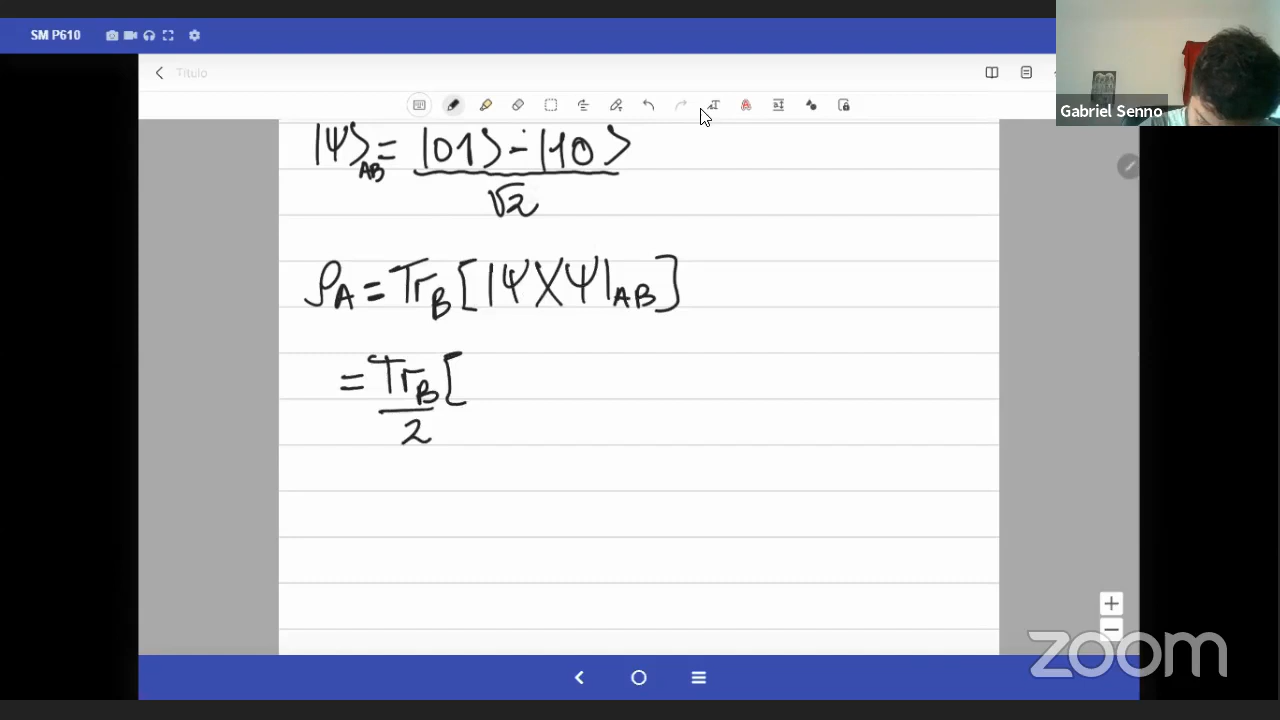 SM P610
Título
Gabriel Senno
|Ψ⟩_AB = |01⟩ - |10⟩ / √2
ρ_A = Tr_B [ |Ψ⟩⟨Ψ|_AB ]
= Tr_B / 2 [
zoom